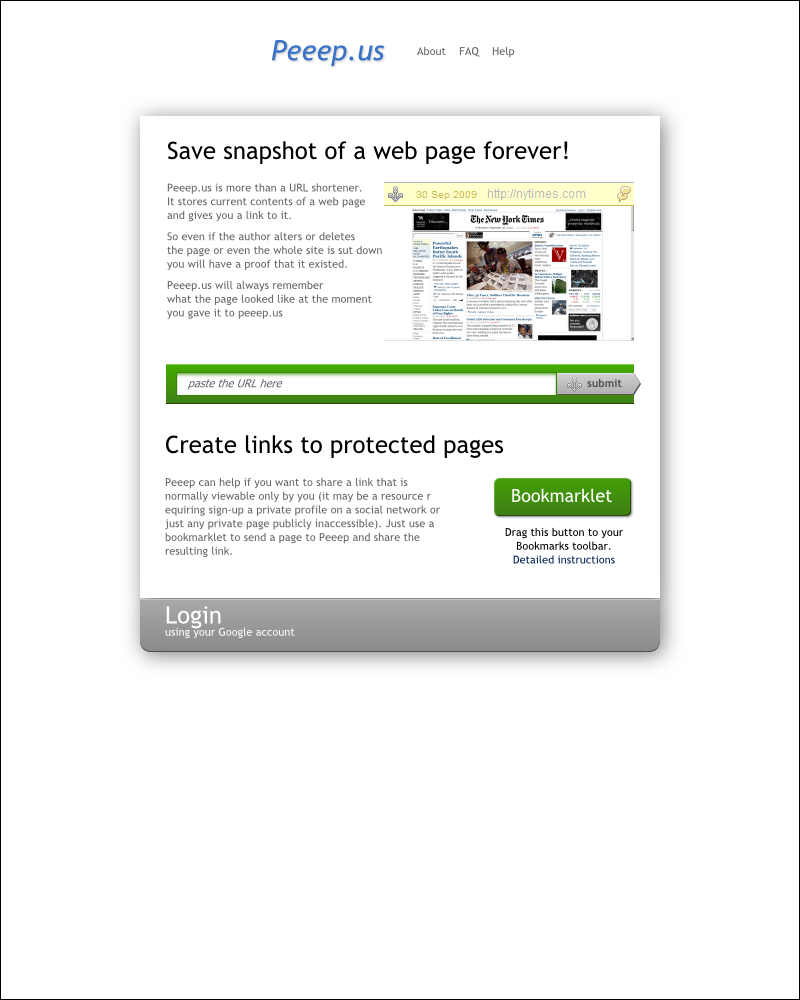 Peeep.us
About FAQ Help
Save snapshot of a web page forever!
Peeep.us is more than a URL shortener.
It stores current contents of a web page
and gives you a link to it.
So even if the author alters or deletes
the page or even the whole site is sut down
you will have a proof that it existed.
Peeep.us will always remember
what the page looked like at the moment
you gave it to peeep.us
30 Sep 2009 http://nytimes.com
The New York Times
Powerful
Earthquakes
Batter South
Pacific Islands
paste the URL here
submit
Create links to protected pages
Peeep can help if you want to share a link that is
normally viewable only by you (it may be a resource r
equiring sign-up a private profile on a social network or
just any private page publicly inaccessible). Just use a
bookmarklet to send a page to Peeep and share the
resulting link.
Bookmarklet
Drag this button to your
Bookmarks toolbar.
Detailed instructions
Login
using your Google account